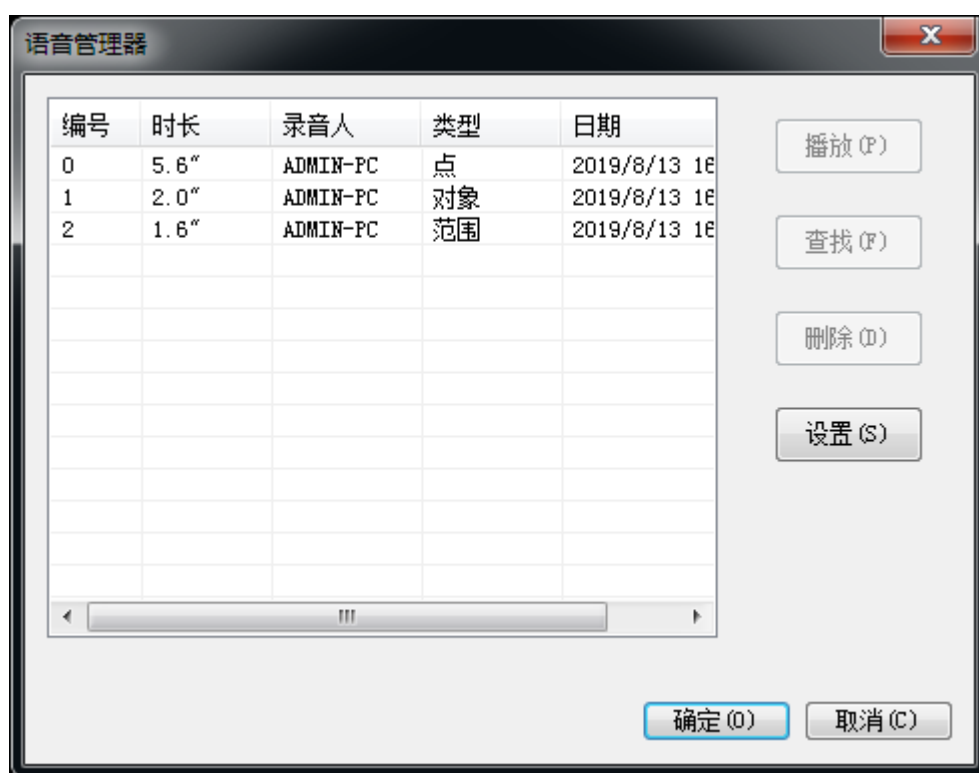 语音管理器
编号 时长 录音人 类型 日期
0 5.6" ADMIN-PC 点 2019/8/13 16
1 2.0" ADMIN-PC 对象 2019/8/13 16
2 1.6" ADMIN-PC 范围 2019/8/13 16
播放(P)
查找(F)
删除(D)
设置(S)
确定(O) 取消(C)